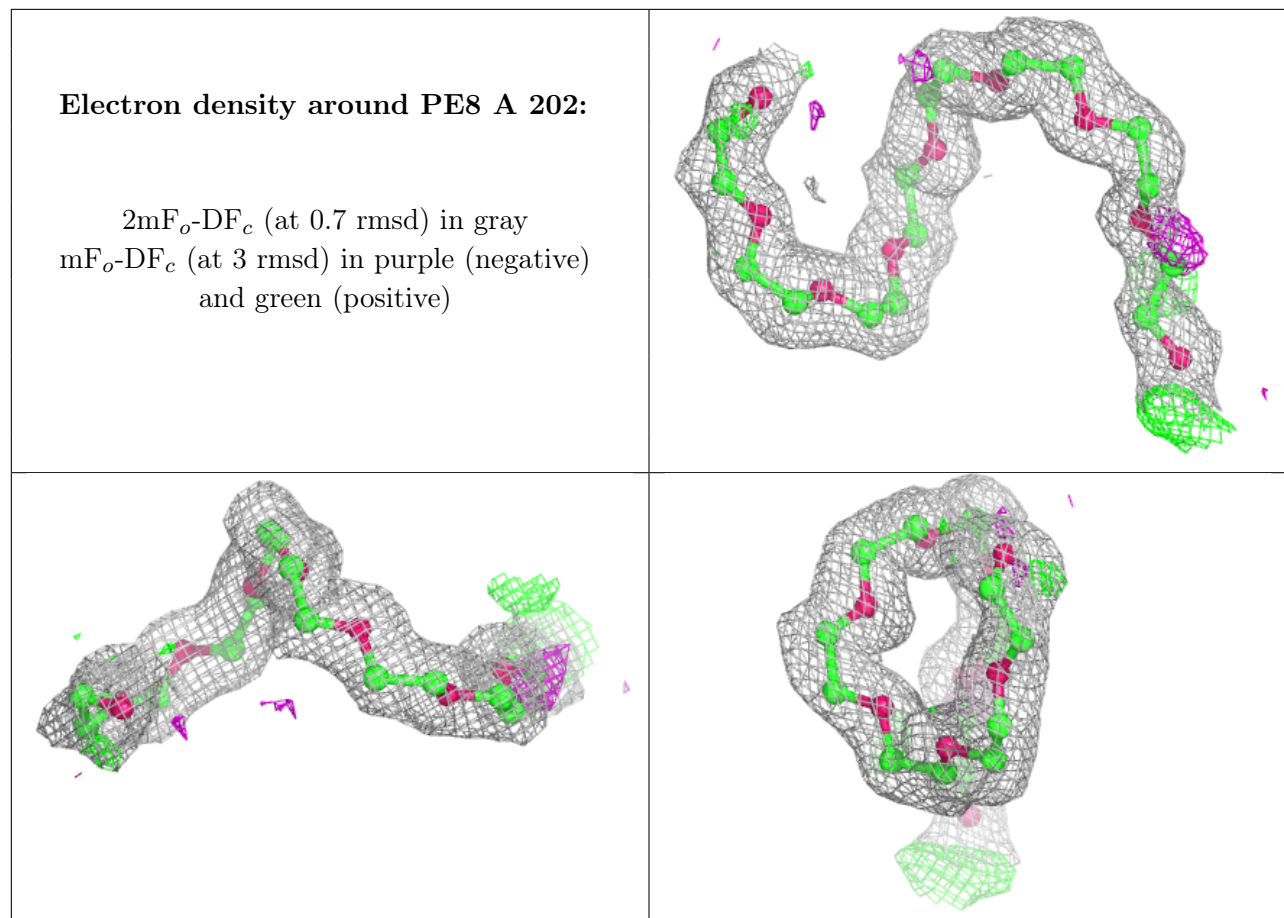 Electron density around PE8 A 202:
2mFo-DFc (at 0.7 rmsd) in gray
mFo-DFc (at 3 rmsd) in purple (negative)
and green (positive)